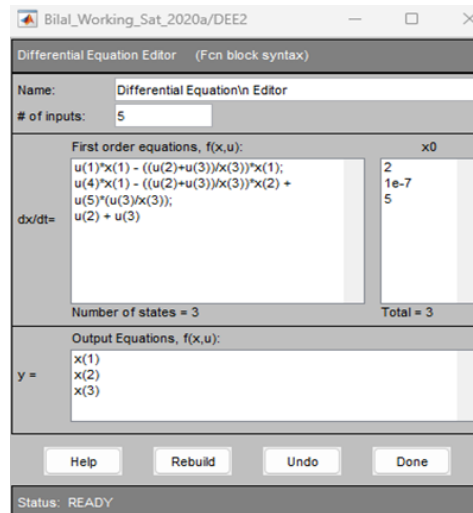 Bilal_Working_Sat_2020a/DEE2
Differential Equation Editor (Fcn block syntax)
Name: Differential Equation\n Editor
# of inputs: 5
First order equations, f(x,u): x0
u(1)*x(1) - ((u(2)+u(3))/x(3))*x(1); 2
u(4)*x(1) - ((u(2)+u(3))/x(3))*x(2) + 1e-7
u(5)*(u(3)/x(3)); 5
u(2) + u(3)
dx/dt=
Number of states = 3 Total = 3
Output Equations, f(x,u):
x(1)
y = x(2)
x(3)
Help Rebuild Undo Done
Status: READY